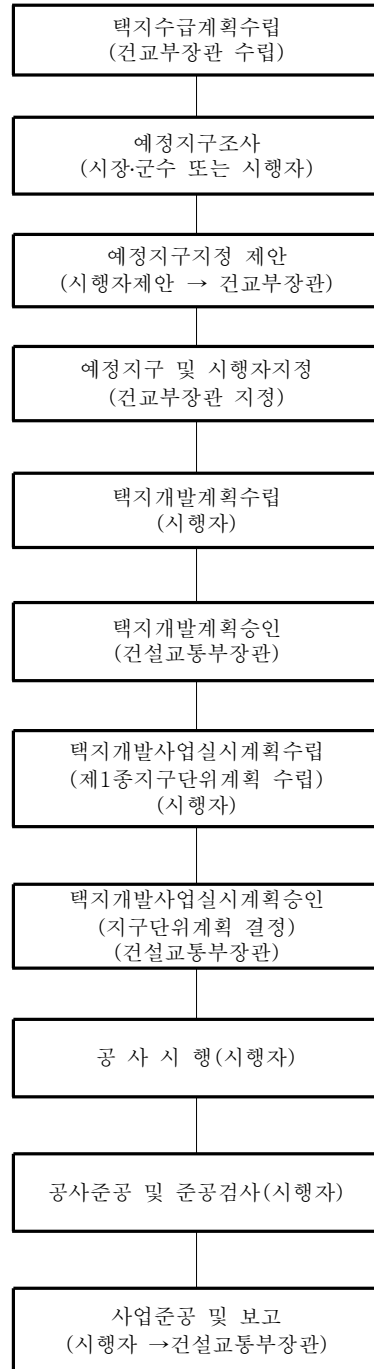 택지수급계획수립
(건교부장관 수립)
예정지구조사
(시장·군수 또는 시행자)
예정지구지정 제안
(시행자제안 → 건교부장관)
예정지구 및 시행자지정
(건교부장관 지정)
택지개발계획수립
(시행자)
택지개발계획승인
(건설교통부장관)
택지개발사업실시계획수립
(제1종지구단위계획 수립)
(시행자)
택지개발사업실시계획승인
(지구단위계획 결정)
(건설교통부장관)
공 사 시 행(시행자)
공사준공 및 준공검사(시행자)
사업준공 및 보고
(시행자 →건설교통부장관)